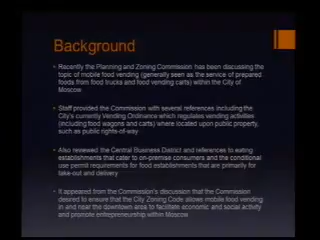 Background
• Recently the Planning and Zoning Commission has been discussing the
topic of mobile food vending (generally seen as the service of prepared
foods from food trucks and food vending carts) within the City of
Moscow
• Staff provided the Commission with several references including the
City's currently Vending Ordinance which regulates vending activities
(including food wagons and carts) where located upon public property,
such as public rights-of-way
• Also reviewed the Central Business District and references to eating
establishments that cater to on-premise consumers and the conditional
use permit requirements for food establishments that are primarily for
take-out and delivery
• It appeared from the Commission's discussion that the Commission
desired to ensure that the City Zoning Code allows mobile food vending
in and near the downtown area to facilitate economic and social activity
and promote entrepreneurship within Moscow